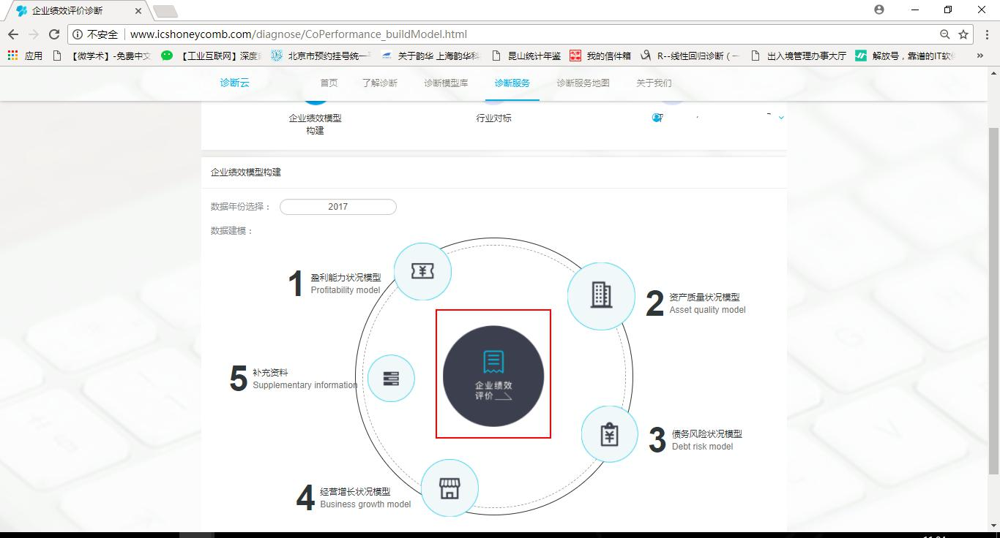 企业绩效评价诊断
不安全 www.icshoneycomb.com/diagnose/CoPerformance_buildModel.html
应用
【微学术】-免费中文
【工业互联网】深度
北京市预约挂号统一
关于韵华 上海韵华科
昆山统计年鉴
我的信件箱
R--线性回归诊断（一
出入境管理办事大厅
解放号，靠谱的IT软
»
诊断云
首页
了解诊断
诊断模型库
诊断服务
诊断服务地图
关于我们
企业绩效模型
构建
行业对标
企业绩效模型构建
数据年份选择：
2017
数据建模：
1
盈利能力状况模型
Profitability model
2
资产质量状况模型
Asset quality model
企业绩效
评价
5
补充资料
Supplementary information
3
债务风险状况模型
Debt risk model
4
经营增长状况模型
Business growth model